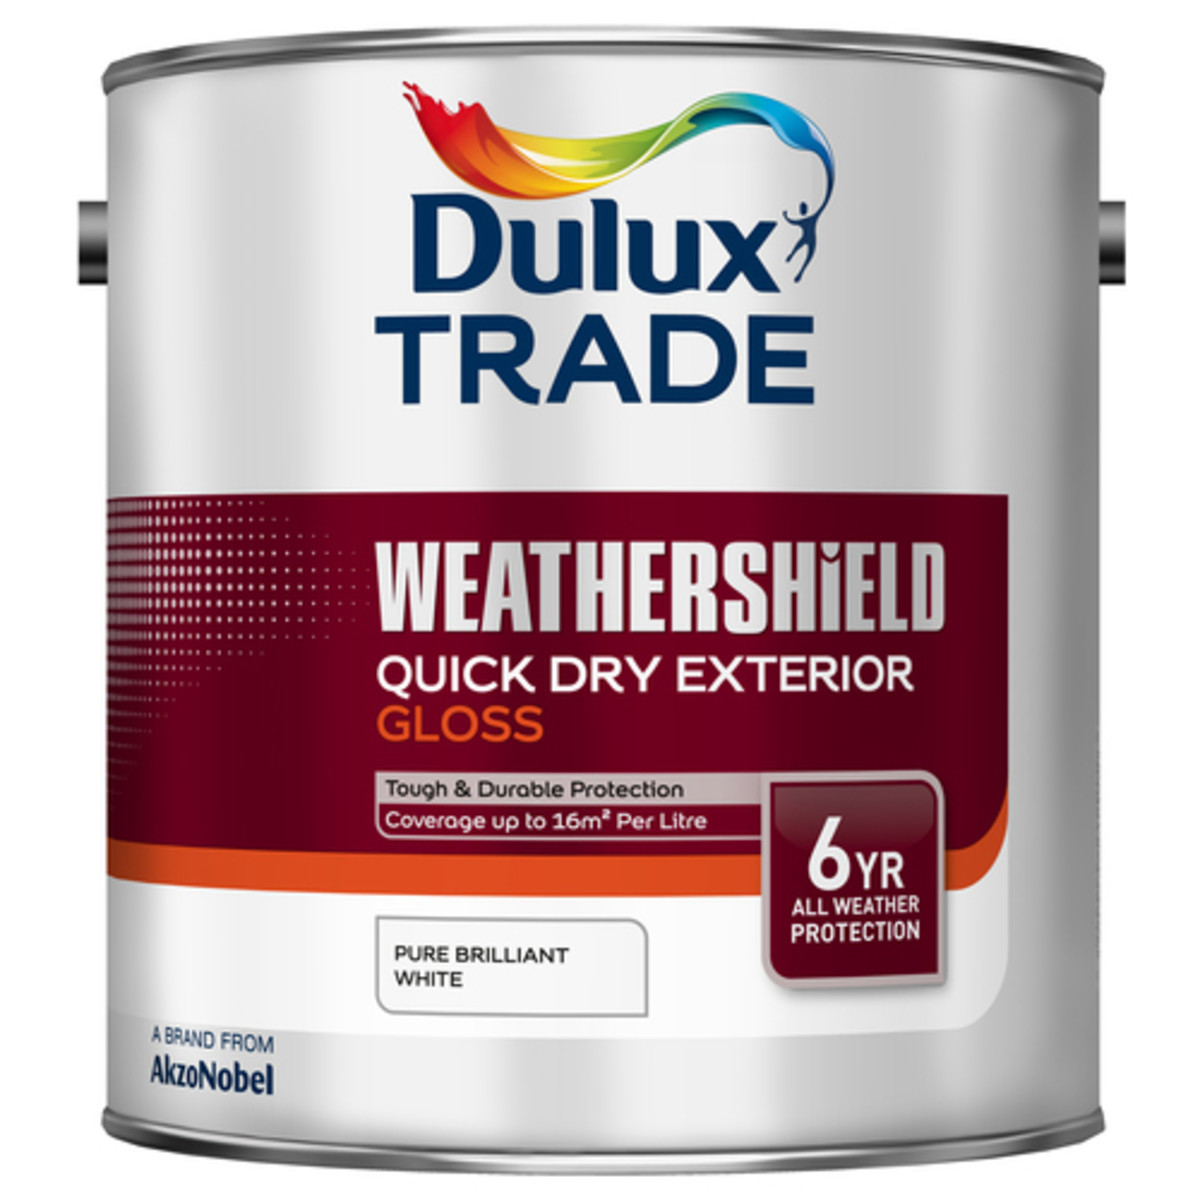 Dulux
TRADE
WEATHERSHiELD
QUICK DRY EXTERIOR
GLOSS
Tough & Durable Protection
Coverage up to 16m² Per Litre
6YR
ALL WEATHER
PROTECTION
PURE BRILLIANT
WHITE
A BRAND FROM
AkzoNobel